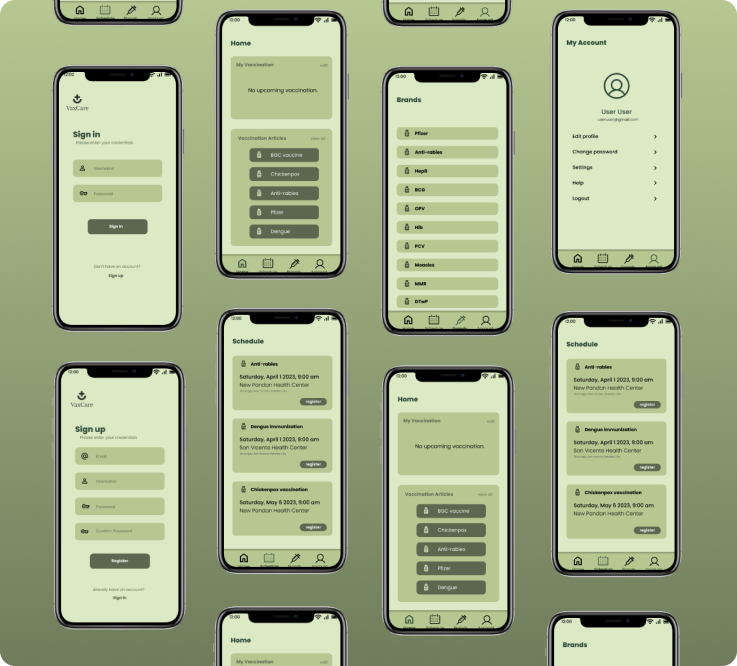 12:00
VaxCare
Sign in
Please enter your credentials
Username
Password
Sign in
Don't have an account?
Sign up
12:00
VaxCare
Sign up
Please enter your credentials
Email
Username
Password
Confirm Password
Register
Already have an account?
Sign in
12:00
Home
My Vaccination
edit
No upcoming vaccination.
Vaccination Articles
view all
BGC vaccine
Chickenpox
Anti-rabies
Pfizer
Dengue
12:00
Schedule
Anti-rabies
Saturday, April 1 2023, 9:00 am
New Pandan Health Center
register
Dengue immunization
Saturday, April 1 2023, 9:00 am
San Vicente Health Center
register
Chickenpox vaccination
Saturday, May 6 2023, 9:00 am
New Pandan Health Center
register
12:00
Home
My Vaccination
edit
12:00
Brands
Pfizer
Anti-rabies
HepB
BCG
OPV
Hib
PCV
Measles
MMR
DTwP
12:00
Home
My Vaccination
edit
No upcoming vaccination.
Vaccination Articles
view all
BGC vaccine
Chickenpox
Anti-rabies
Pfizer
Dengue
12:00
My Account
User User
useruser@gmail.com
Edit profile
Change password
Settings
Help
Logout
12:00
Schedule
Anti-rabies
Saturday, April 1 2023, 9:00 am
New Pandan Health Center
register
Dengue immunization
Saturday, April 1 2023, 9:00 am
San Vicente Health Center
register
Chickenpox vaccination
Saturday, May 6 2023, 9:00 am
New Pandan Health Center
register
12:00
Brands